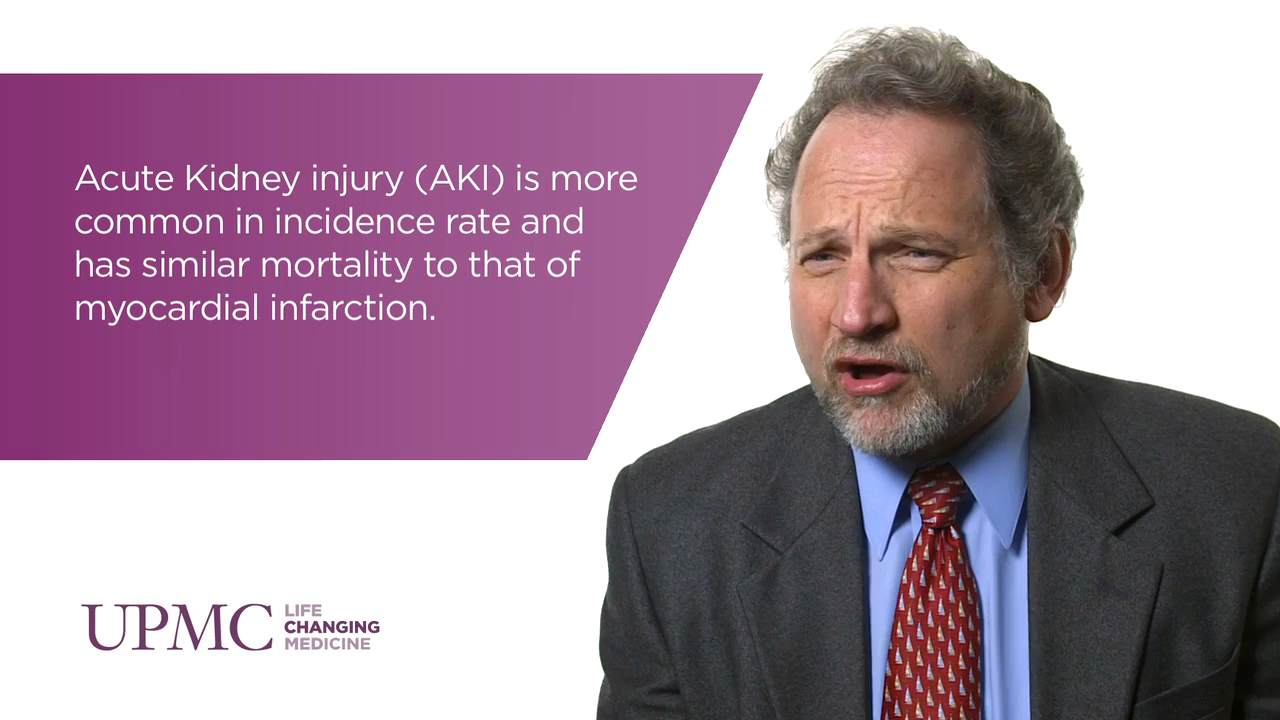 Acute Kidney injury (AKI) is more
common in incidence rate and
has similar mortality to that of
myocardial infarction.
UPMC
LIFE
CHANGING
MEDICINE